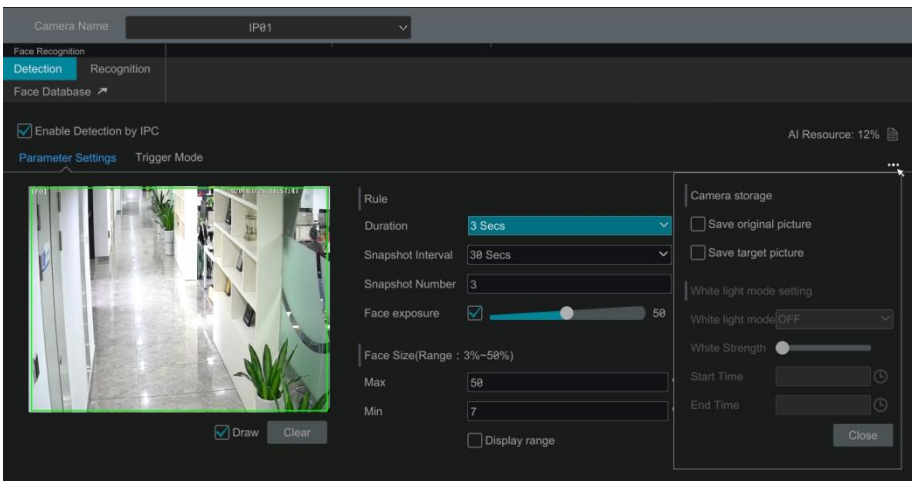 Camera Name IP01
Face Recognition
Detection Recognition
Face Database
Enable Detection by IPC
AI Resource: 12%
Parameter Settings Trigger Mode
...
IP01
Rule
Duration 3 Secs
Snapshot Interval 30 Secs
Snapshot Number 3
Face exposure 50
Face Size(Range : 3%~50%)
Max 50
Min 7
Display range
Draw Clear
Camera storage
Save original picture
Save target picture
White light mode setting
White light mode OFF
White Strength
Start Time
End Time
Close